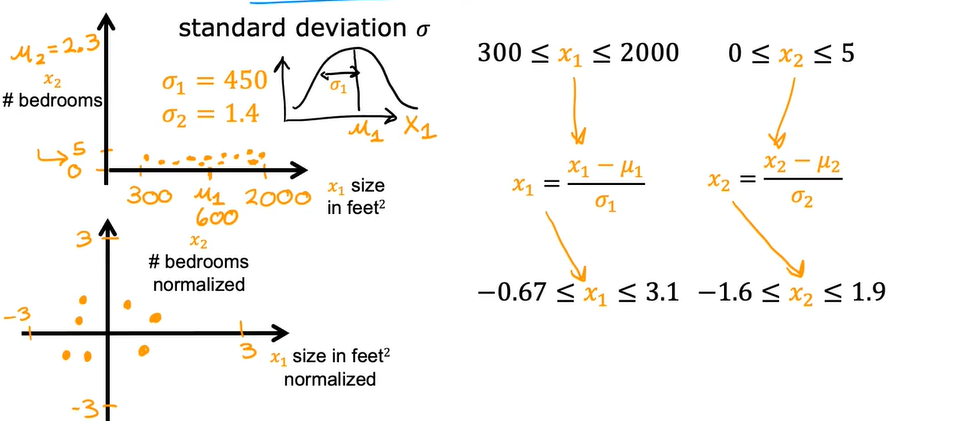 standard deviation σ
μ₂ = 2.3
x₂
# bedrooms
σ₁ = 450
σ₂ = 1.4
σ₁
μ₁
x₁
5
0
300
μ₁
600
2000
x₁ size
in feet²
300 ≤ x₁ ≤ 2000
0 ≤ x₂ ≤ 5
x₁ = (x₁ − μ₁) / σ₁
x₂ = (x₂ − μ₂) / σ₂
−0.67 ≤ x₁ ≤ 3.1
−1.6 ≤ x₂ ≤ 1.9
3
x₂
# bedrooms
normalized
-3
3
x₁ size in feet²
normalized
-3